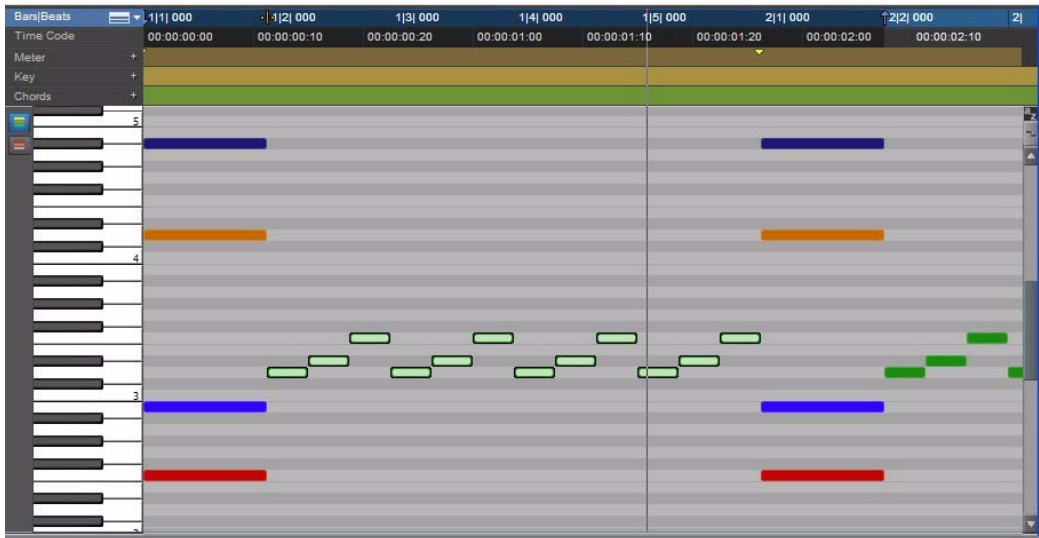 Bars|Beats 1|1| 000 1|2| 000 1|3| 000 1|4| 000 1|5| 000 2|1| 000 2|2| 000 2|
Time Code 00:00:00:00 00:00:00:10 00:00:00:20 00:00:01:00 00:00:01:10 00:00:01:20 00:00:02:00 00:00:02:10
Meter +
Key +
Chords +
a z
5
4
3